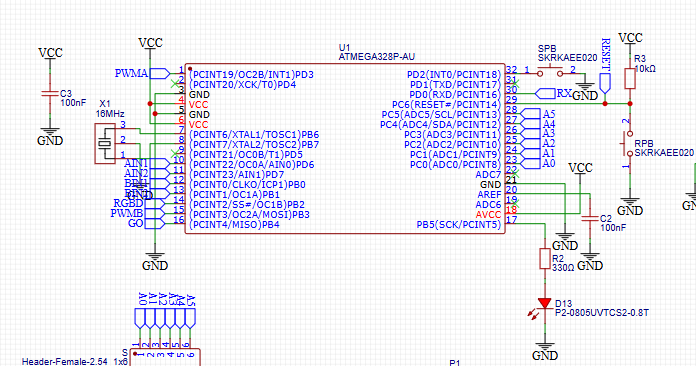 U1
ATMEGA328P-AU
VCC
VCC
C3
100nF
GND
X1
16MHz
3
2
1
GND
PWMA
AIN1
AIN2
RGBD
PWMB
GO
1 (PCINT19/OC2B/INT1)PD3
2 (PCINT20/XCK/T0)PD4
3 GND
4 VCC
5 GND
6 VCC
7 (PCINT6/XTAL1/TOSC1)PB6
8 (PCINT7/XTAL2/TOSC2)PB7
9 (PCINT21/OC0B/T1)PD5
10 (PCINT22/OC0A/AIN0)PD6
11 (PCINT23/AIN1)PD7
12 (PCINT0/CLKO/ICP1)PB0
13 (PCINT1/OC1A)PB1
14 (PCINT2/SS#/OC1B)PB2
15 (PCINT3/OC2A/MOSI)PB3
16 (PCINT4/MISO)PB4
GND
PD2(INT0/PCINT18) 32
PD1(TXD/PCINT17) 31
PD0(RXD/PCINT16) 30
PC6(RESET#/PCINT14) 29
PC5(ADC5/SCL/PCINT13) 28
PC4(ADC4/SDA/PCINT12) 27
PC3(ADC3/PCINT11) 26
PC2(ADC2/PCINT10) 25
PC1(ADC1/PCINT9) 24
PC0(ADC0/PCINT8) 23
ADC7 22
GND 21
AREF 20
ADC6 19
AVCC 18
PB5(SCK/PCINT5) 17
SPB
SKRKAEE020
1 2
GND
RX
RESET
VCC
R3
10kΩ
A5
A4
A3
A2
A1
A0
2
RPB
SKRKAEE020
1
GND
VCC
C2
100nF
GND
GND
R2
330Ω
D13
P2-0805UVTCS2-0.8T
GND
A0
A1
A2
A3
A4
A5
1 2 3 4 5 6
1 2 3 4 5 6
S
Header-Female-2.54 1x6
P1